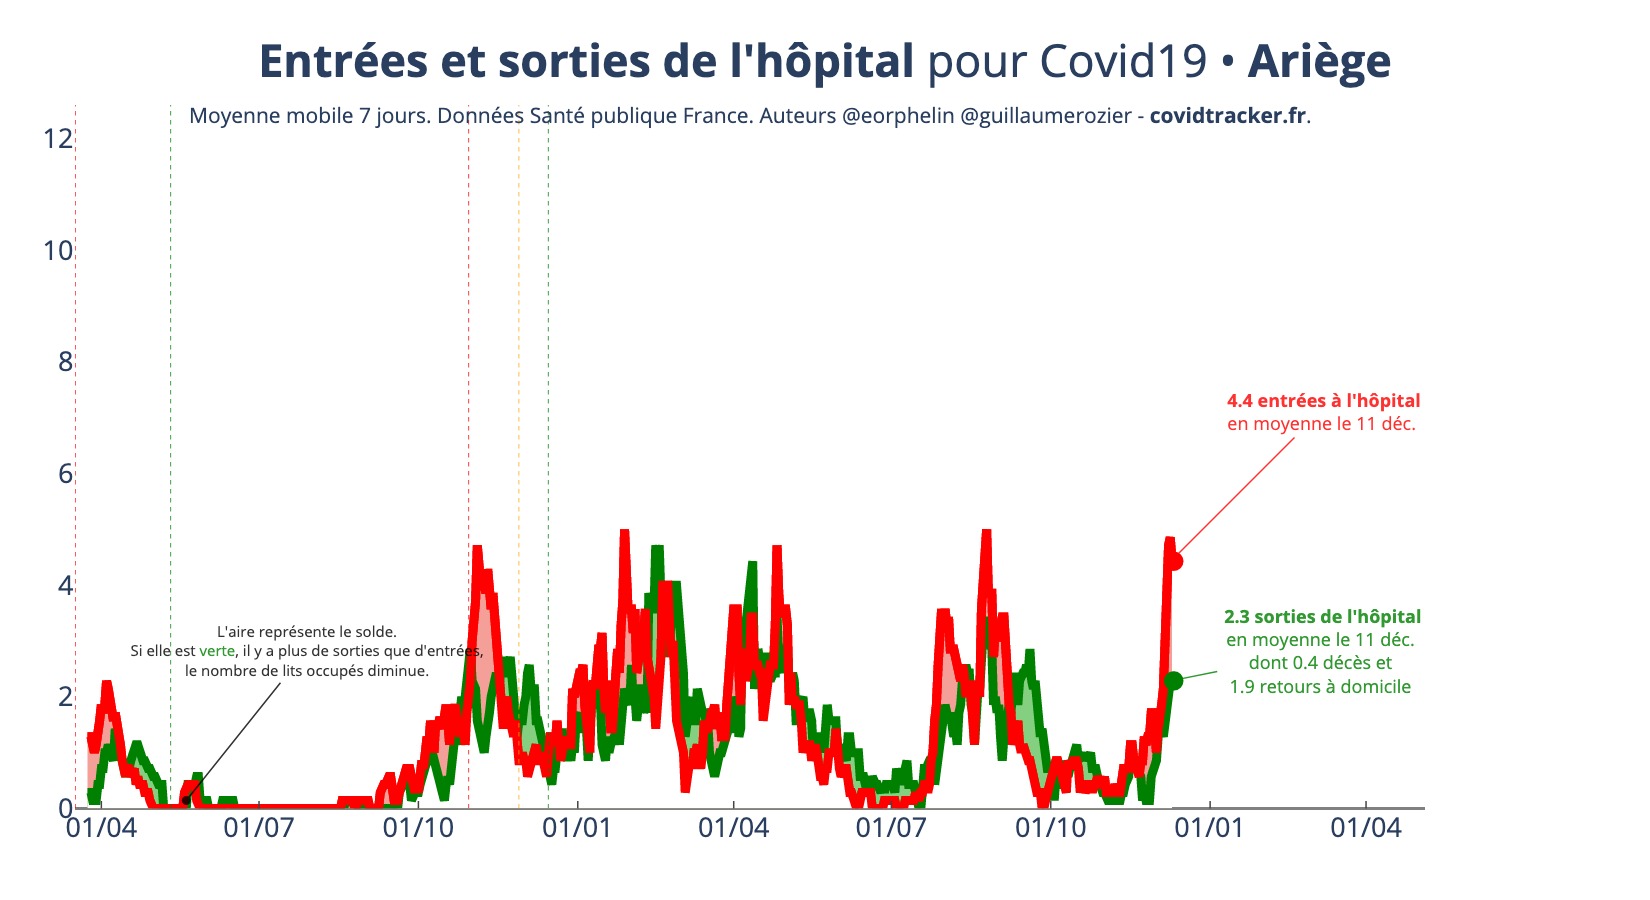 Entrées et sorties de l'hôpital pour Covid19 • Ariège
Moyenne mobile 7 jours. Données Santé publique France. Auteurs @eorphelin @guillaumerozier - covidtracker.fr.
12
10
8
6
4
2
0
4.4 entrées à l'hôpital
en moyenne le 11 déc.
2.3 sorties de l'hôpital
en moyenne le 11 déc.
dont 0.4 décès et
1.9 retours à domicile
L'aire représente le solde.
Si elle est verte, il y a plus de sorties que d'entrées,
le nombre de lits occupés diminue.
01/04 01/07 01/10 01/01 01/04 01/07 01/10 01/01 01/04